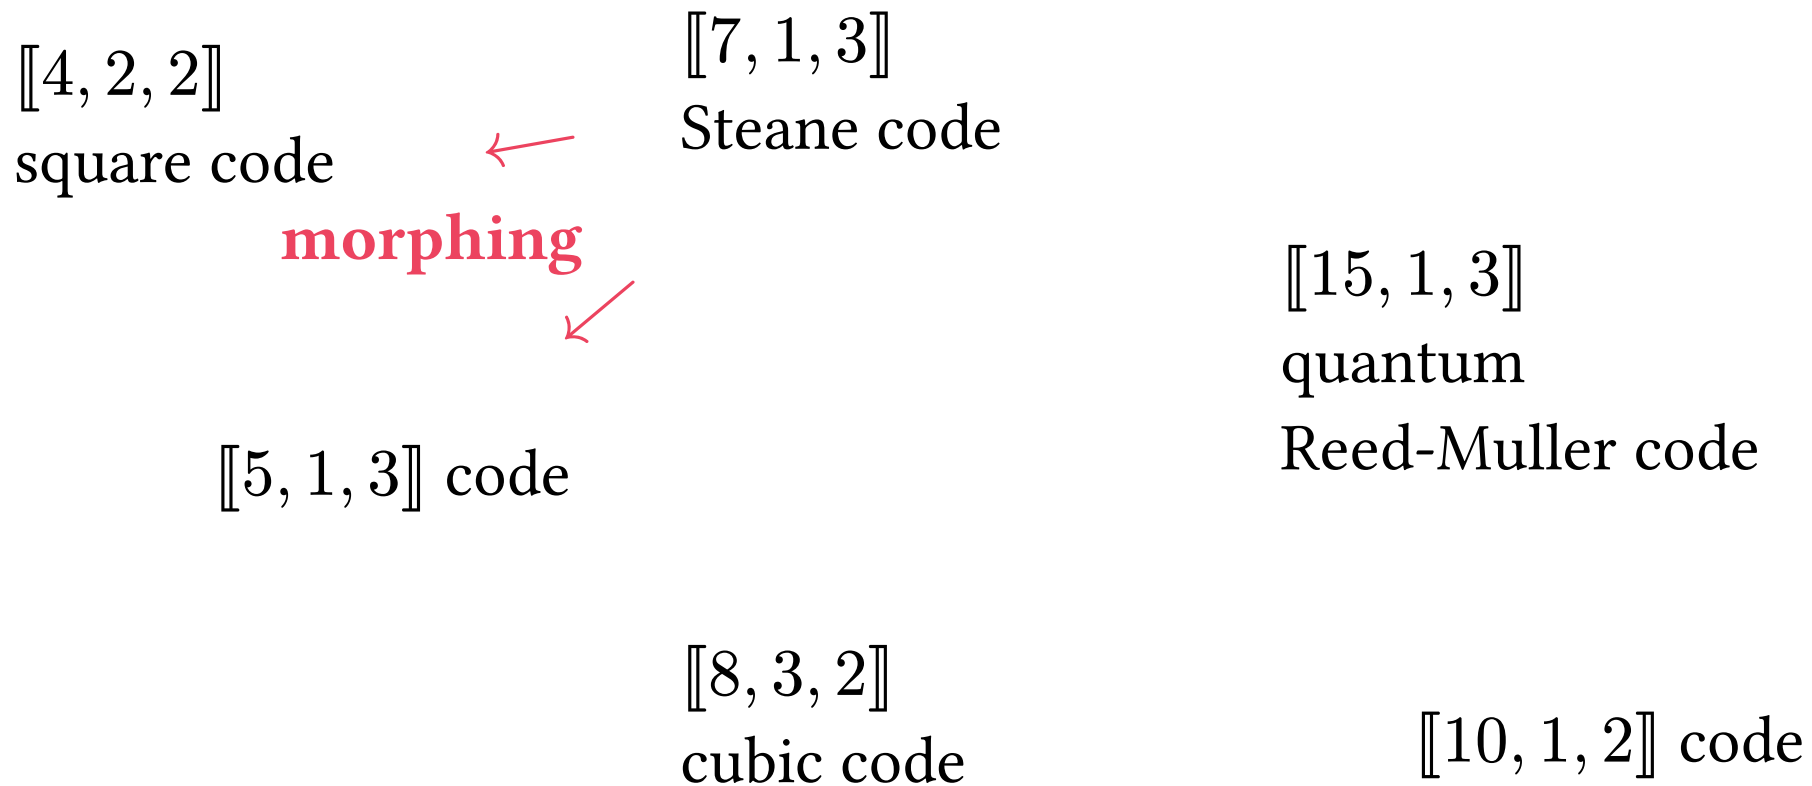 ⟦4, 2, 2⟧
square code
⟦7, 1, 3⟧
Steane code
morphing
⟦15, 1, 3⟧
quantum
Reed-Muller code
⟦5, 1, 3⟧ code
⟦8, 3, 2⟧
cubic code
⟦10, 1, 2⟧ code